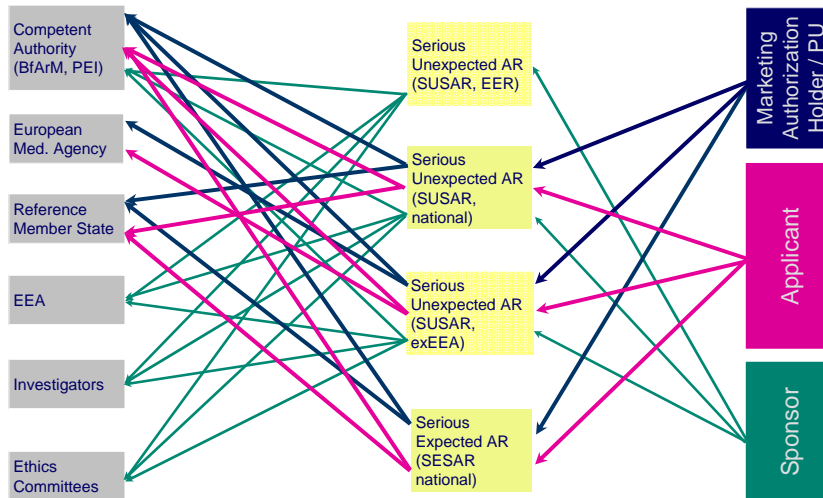 Competent
Authority
(BfArM, PEI)
European
Med. Agency
Reference
Member State
EEA
Investigators
Ethics
Committees
Serious
Unexpected AR
(SUSAR, EER)
Serious
Unexpected AR
(SUSAR,
national)
Serious
Unexpected AR
(SUSAR,
exEEA)
Serious
Expected AR
(SESAR
national)
Marketing
Authorization
Holder / PU
Applicant
Sponsor